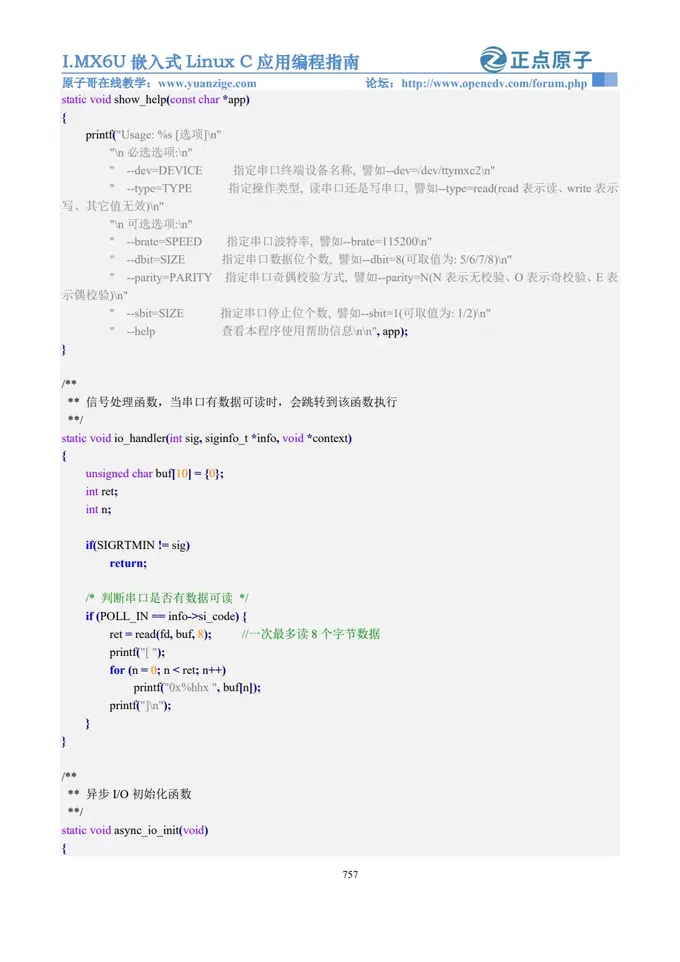 I.MX6U 嵌入式 Linux C 应用编程指南
正点原子
原子哥在线教学：www.yuanzige.com 论坛：http://www.openedv.com/forum.php
static void show_help(const char *app)
{
printf("Usage: %s [选项]\n"
"\n 必选选项:\n"
" --dev=DEVICE 指定串口终端设备名称, 譬如--dev=/dev/ttymxc2\n"
" --type=TYPE 指定操作类型, 读串口还是写串口, 譬如--type=read(read 表示读、write 表示
写、其它值无效)\n"
"\n 可选选项:\n"
" --brate=SPEED 指定串口波特率, 譬如--brate=115200\n"
" --dbit=SIZE 指定串口数据位个数, 譬如--dbit=8(可取值为: 5/6/7/8)\n"
" --parity=PARITY 指定串口奇偶校验方式, 譬如--parity=N(N 表示无校验、O 表示奇校验、E 表
示偶校验)\n"
" --sbit=SIZE 指定串口停止位个数, 譬如--sbit=1(可取值为: 1/2)\n"
" --help 查看本程序使用帮助信息\n\n", app);
}
/**
** 信号处理函数，当串口有数据可读时，会跳转到该函数执行
**/
static void io_handler(int sig, siginfo_t *info, void *context)
{
unsigned char buf[10] = {0};
int ret;
int n;
if(SIGRTMIN != sig)
return;
/* 判断串口是否有数据可读 */
if (POLL_IN == info->si_code) {
ret = read(fd, buf, 8); //一次最多读 8 个字节数据
printf("[ ");
for (n = 0; n < ret; n++)
printf("0x%hhx ", buf[n]);
printf("]\n");
}
}
/**
** 异步 I/O 初始化函数
**/
static void async_io_init(void)
{
757